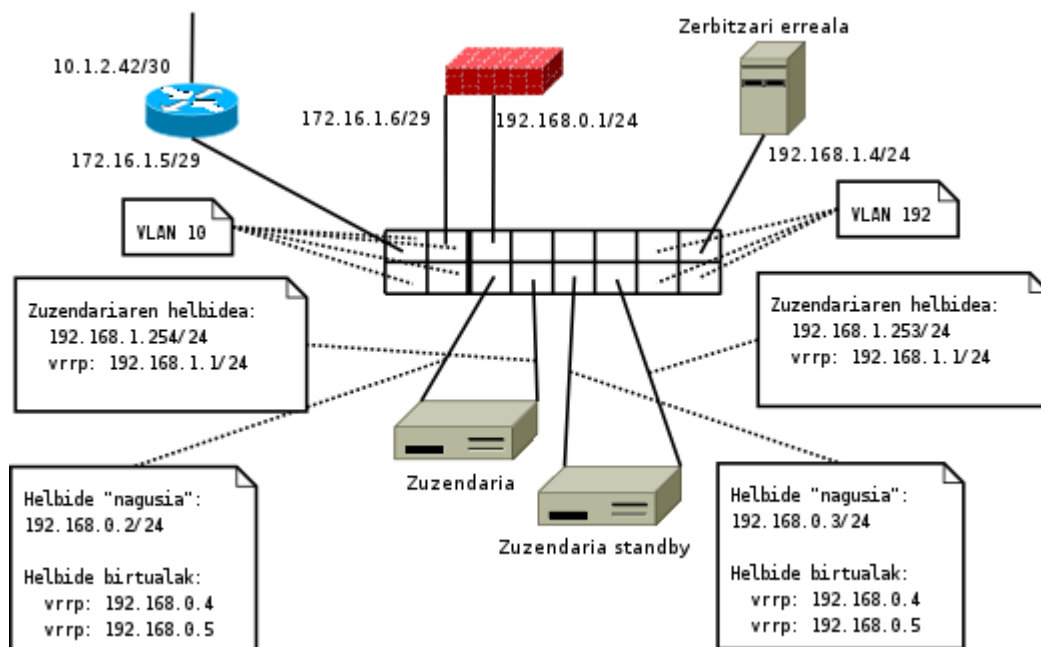 Zerbitzari erreala
10.1.2.42/30
172.16.1.6/29
192.168.0.1/24
172.16.1.5/29
192.168.1.4/24
VLAN 10
VLAN 192
Zuzendariaren helbidea:
192.168.1.254/24
vrrp: 192.168.1.1/24
Zuzendariaren helbidea:
192.168.1.253/24
vrrp: 192.168.1.1/24
Zuzendaria
Zuzendaria standby
Helbide "nagusia":
192.168.0.2/24
Helbide birtualak:
vrrp: 192.168.0.4
vrrp: 192.168.0.5
Helbide "nagusia":
192.168.0.3/24
Helbide birtualak:
vrrp: 192.168.0.4
vrrp: 192.168.0.5